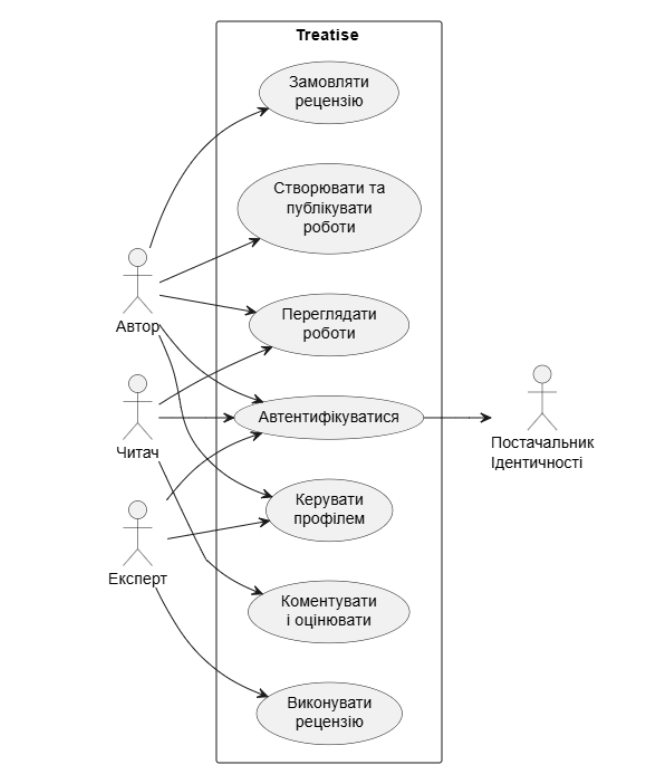 Treatise
Замовляти
рецензію
Створювати та
публікувати
роботи
Автор
Переглядати
роботи
Читач
Автентифікуватися
Постачальник
Ідентичності
Керувати
профілем
Експерт
Коментувати
і оцінювати
Виконувати
рецензію